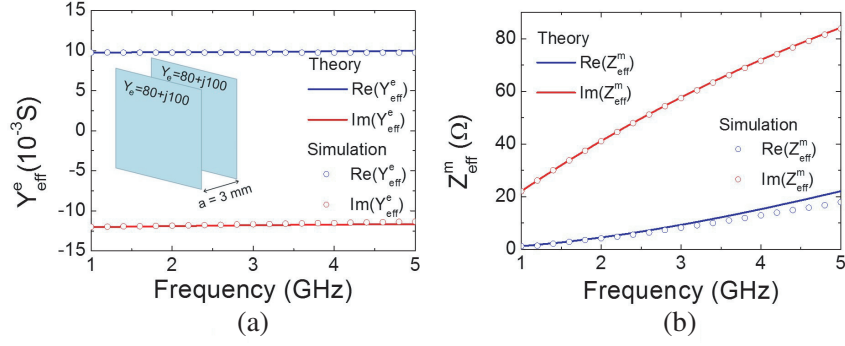 15
10
5
0
-5
-10
-15
Y^e_eff (10^-3 S)
Y_e=80+j100
Y_e=80+j100
a = 3 mm
Theory
Re(Y^e_eff)
Im(Y^e_eff)
Simulation
Re(Y^e_eff)
Im(Y^e_eff)
1 2 3 4 5
Frequency (GHz)
(a)
80
60
40
20
0
Z^m_eff (Ω)
Theory
Re(Z^m_eff)
Im(Z^m_eff)
Simulation
Re(Z^m_eff)
Im(Z^m_eff)
1 2 3 4 5
Frequency (GHz)
(b)